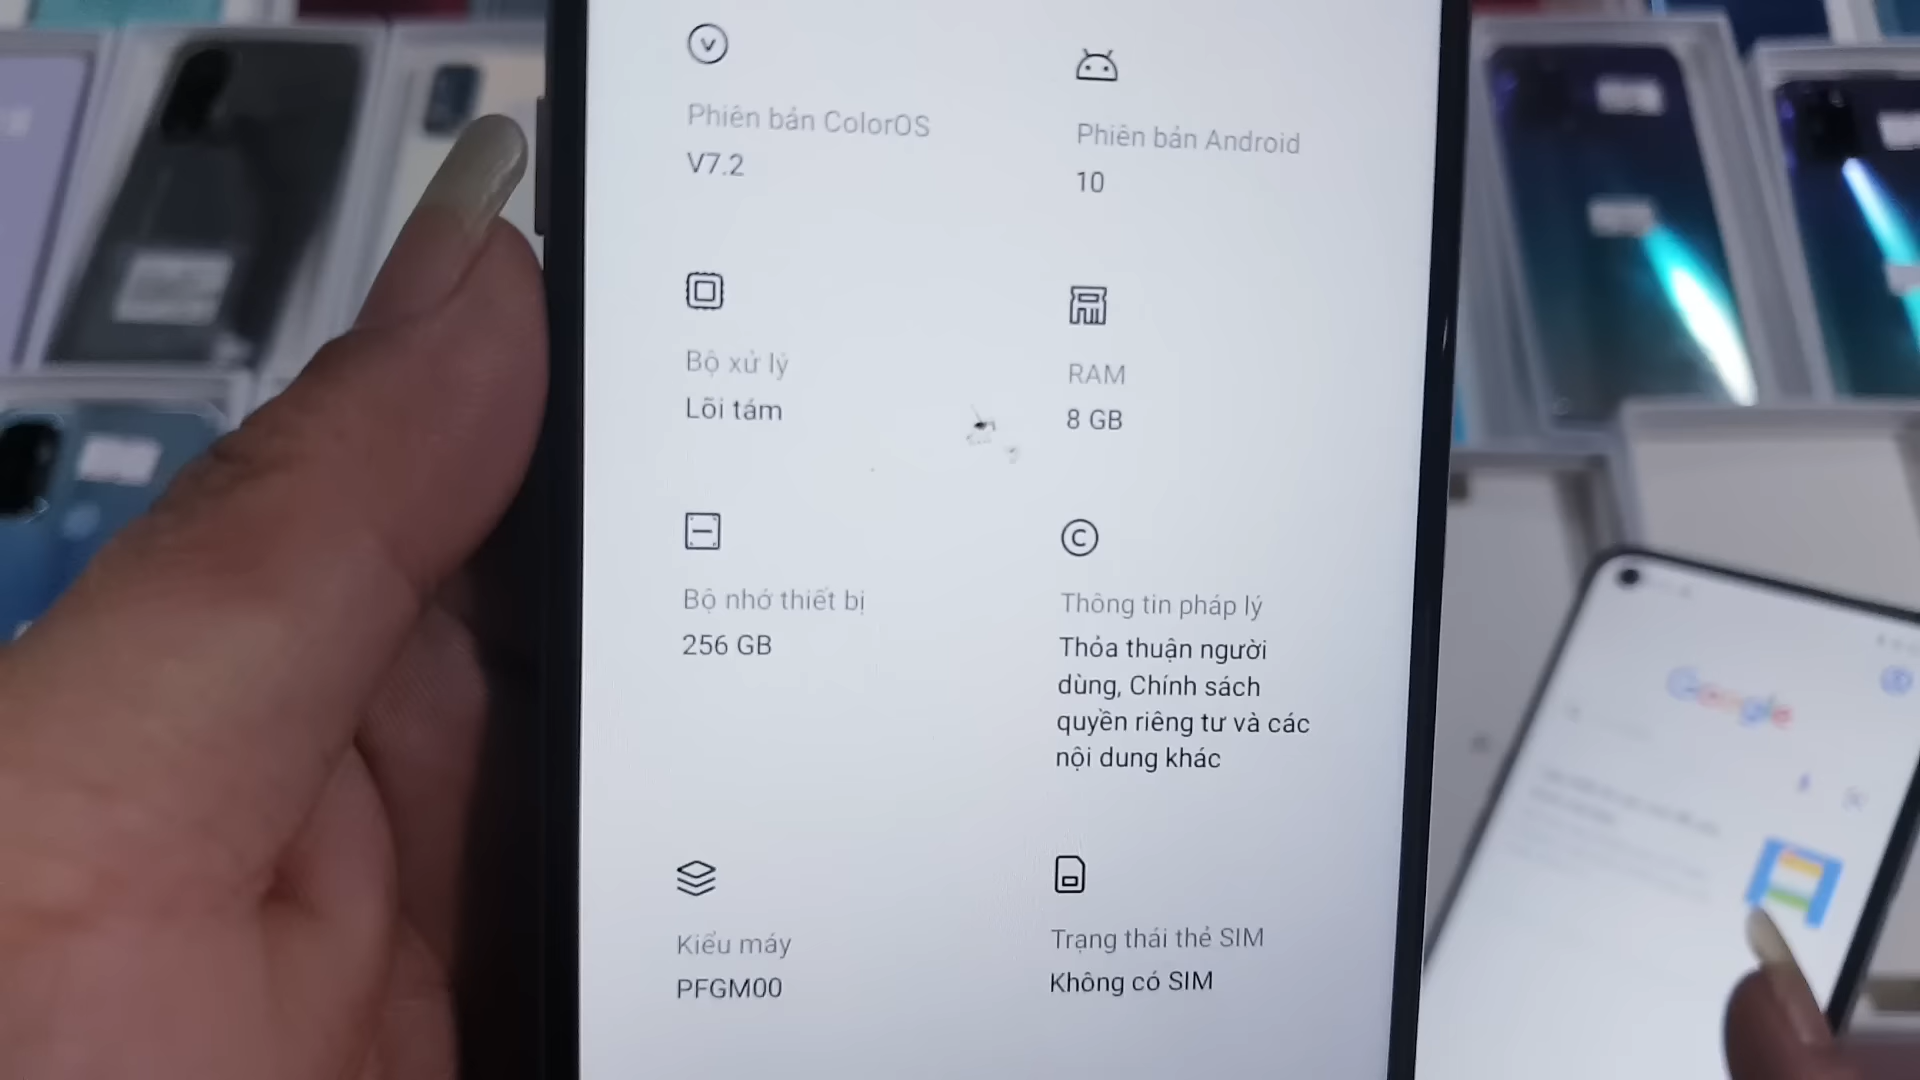 Phiên bản ColorOS
V7.2
Phiên bản Android
10
Bộ xử lý
Lõi tám
RAM
8 GB
Bộ nhớ thiết bị
256 GB
Thông tin pháp lý
Thỏa thuận người
dùng, Chính sách
quyền riêng tư và các
nội dung khác
Kiểu máy
PFGM00
Trạng thái thẻ SIM
Không có SIM
Google